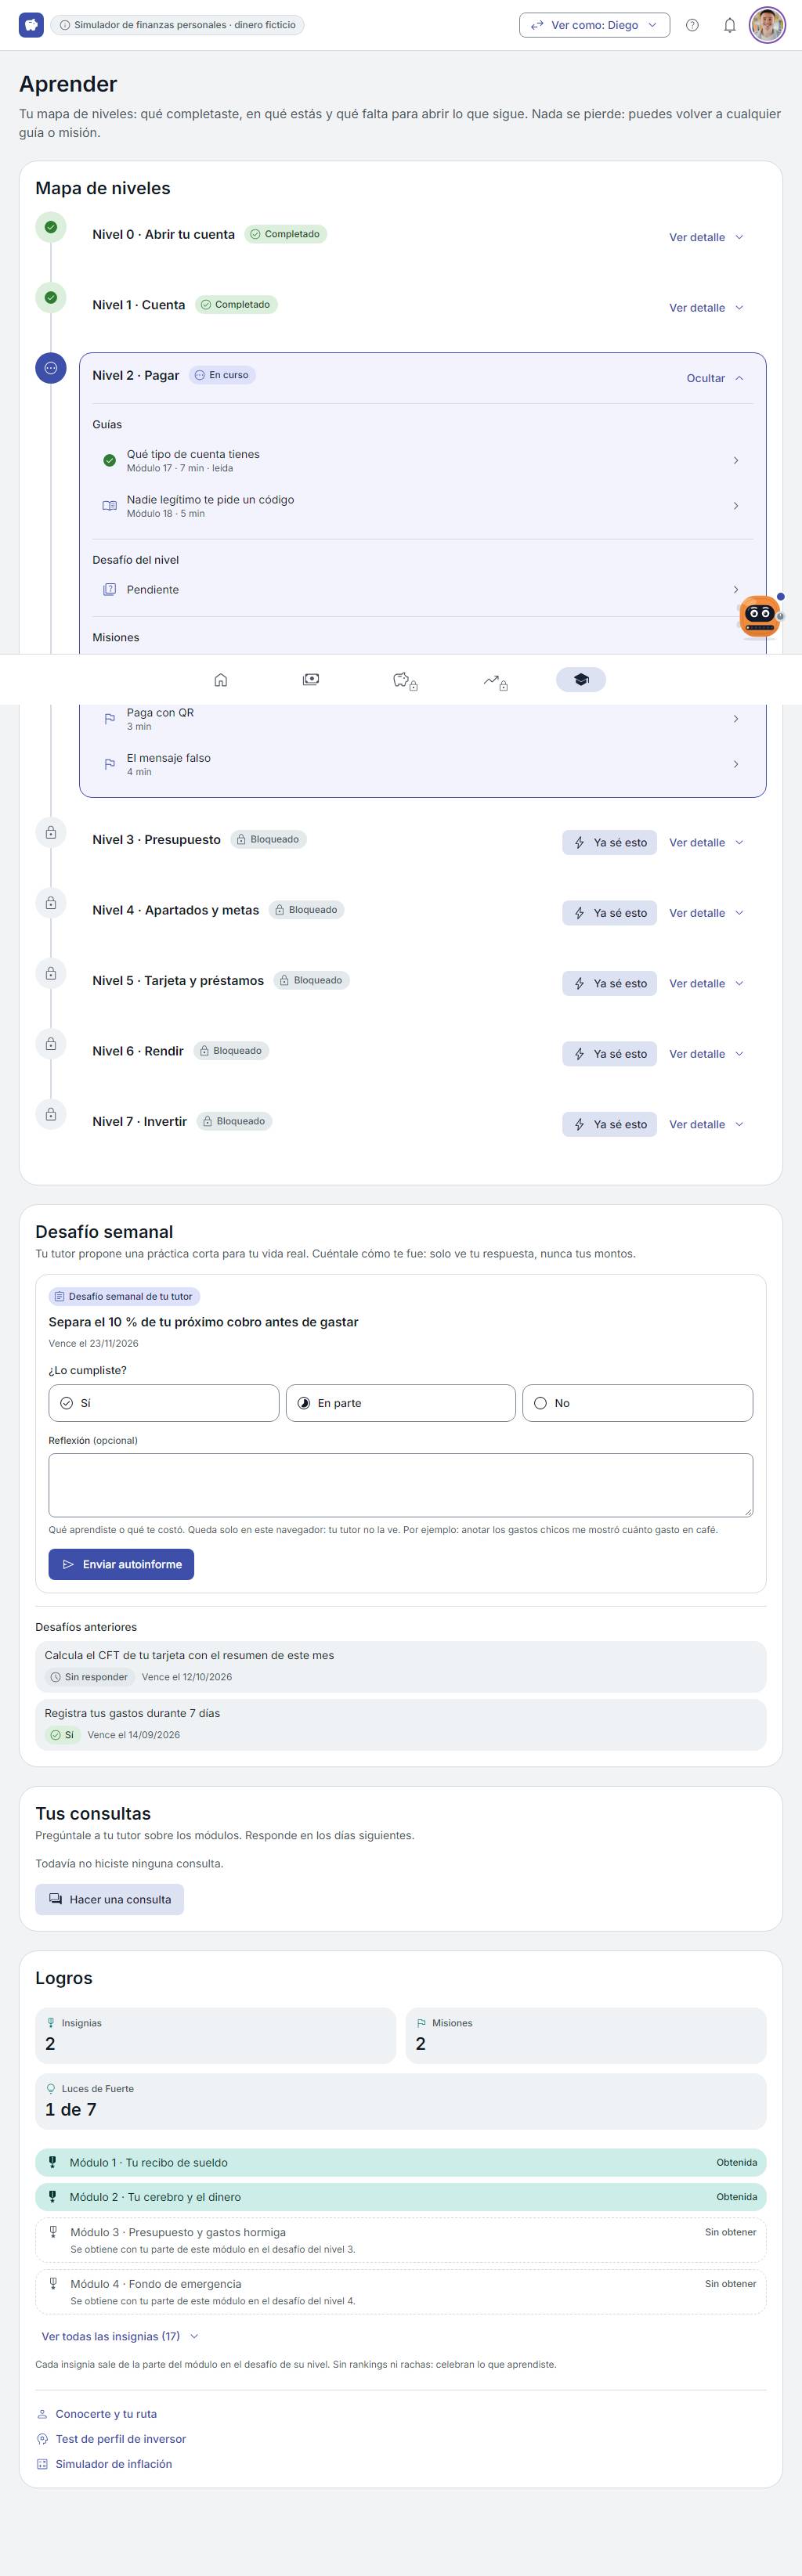 Simulador de finanzas personales · dinero ficticio
Ver como: Diego
Aprender
Tu mapa de niveles: qué completaste, en qué estás y qué falta para abrir lo que sigue. Nada se pierde: puedes volver a cualquier
guía o misión.
Mapa de niveles
Nivel 0 · Abrir tu cuenta
Completado
Ver detalle
Nivel 1 · Cuenta
Completado
Ver detalle
Nivel 2 · Pagar
En curso
Ocultar
Guías
Qué tipo de cuenta tienes
Módulo 17 · 7 min · leída
Nadie legítimo te pide un código
Módulo 18 · 5 min
Desafío del nivel
Pendiente
Misiones
Paga con QR
3 min
El mensaje falso
4 min
Nivel 3 · Presupuesto
Bloqueado
Ya sé esto
Ver detalle
Nivel 4 · Apartados y metas
Bloqueado
Ya sé esto
Ver detalle
Nivel 5 · Tarjeta y préstamos
Bloqueado
Ya sé esto
Ver detalle
Nivel 6 · Rendir
Bloqueado
Ya sé esto
Ver detalle
Nivel 7 · Invertir
Bloqueado
Ya sé esto
Ver detalle
Desafío semanal
Tu tutor propone una práctica corta para tu vida real. Cuéntale cómo te fue: solo ve tu respuesta, nunca tus montos.
Desafío semanal de tu tutor
Separa el 10 % de tu próximo cobro antes de gastar
Vence el 23/11/2026
¿Lo cumpliste?
Sí
En parte
No
Reflexión (opcional)
Qué aprendiste o qué te costó. Queda solo en este navegador: tu tutor no la ve. Por ejemplo: anotar los gastos chicos me mostró cuánto gasto en café.
Enviar autoinforme
Desafíos anteriores
Calcula el CFT de tu tarjeta con el resumen de este mes
Sin responder
Vence el 12/10/2026
Registra tus gastos durante 7 días
Sí
Vence el 14/09/2026
Tus consultas
Pregúntale a tu tutor sobre los módulos. Responde en los días siguientes.
Todavía no hiciste ninguna consulta.
Hacer una consulta
Logros
Insignias
2
Misiones
2
Luces de Fuerte
1 de 7
Módulo 1 · Tu recibo de sueldo
Obtenida
Módulo 2 · Tu cerebro y el dinero
Obtenida
Módulo 3 · Presupuesto y gastos hormiga
Sin obtener
Se obtiene con tu parte de este módulo en el desafío del nivel 3.
Módulo 4 · Fondo de emergencia
Sin obtener
Se obtiene con tu parte de este módulo en el desafío del nivel 4.
Ver todas las insignias (17)
Cada insignia sale de la parte del módulo en el desafío de su nivel. Sin rankings ni rachas: celebran lo que aprendiste.
Conocerte y tu ruta
Test de perfil de inversor
Simulador de inflación